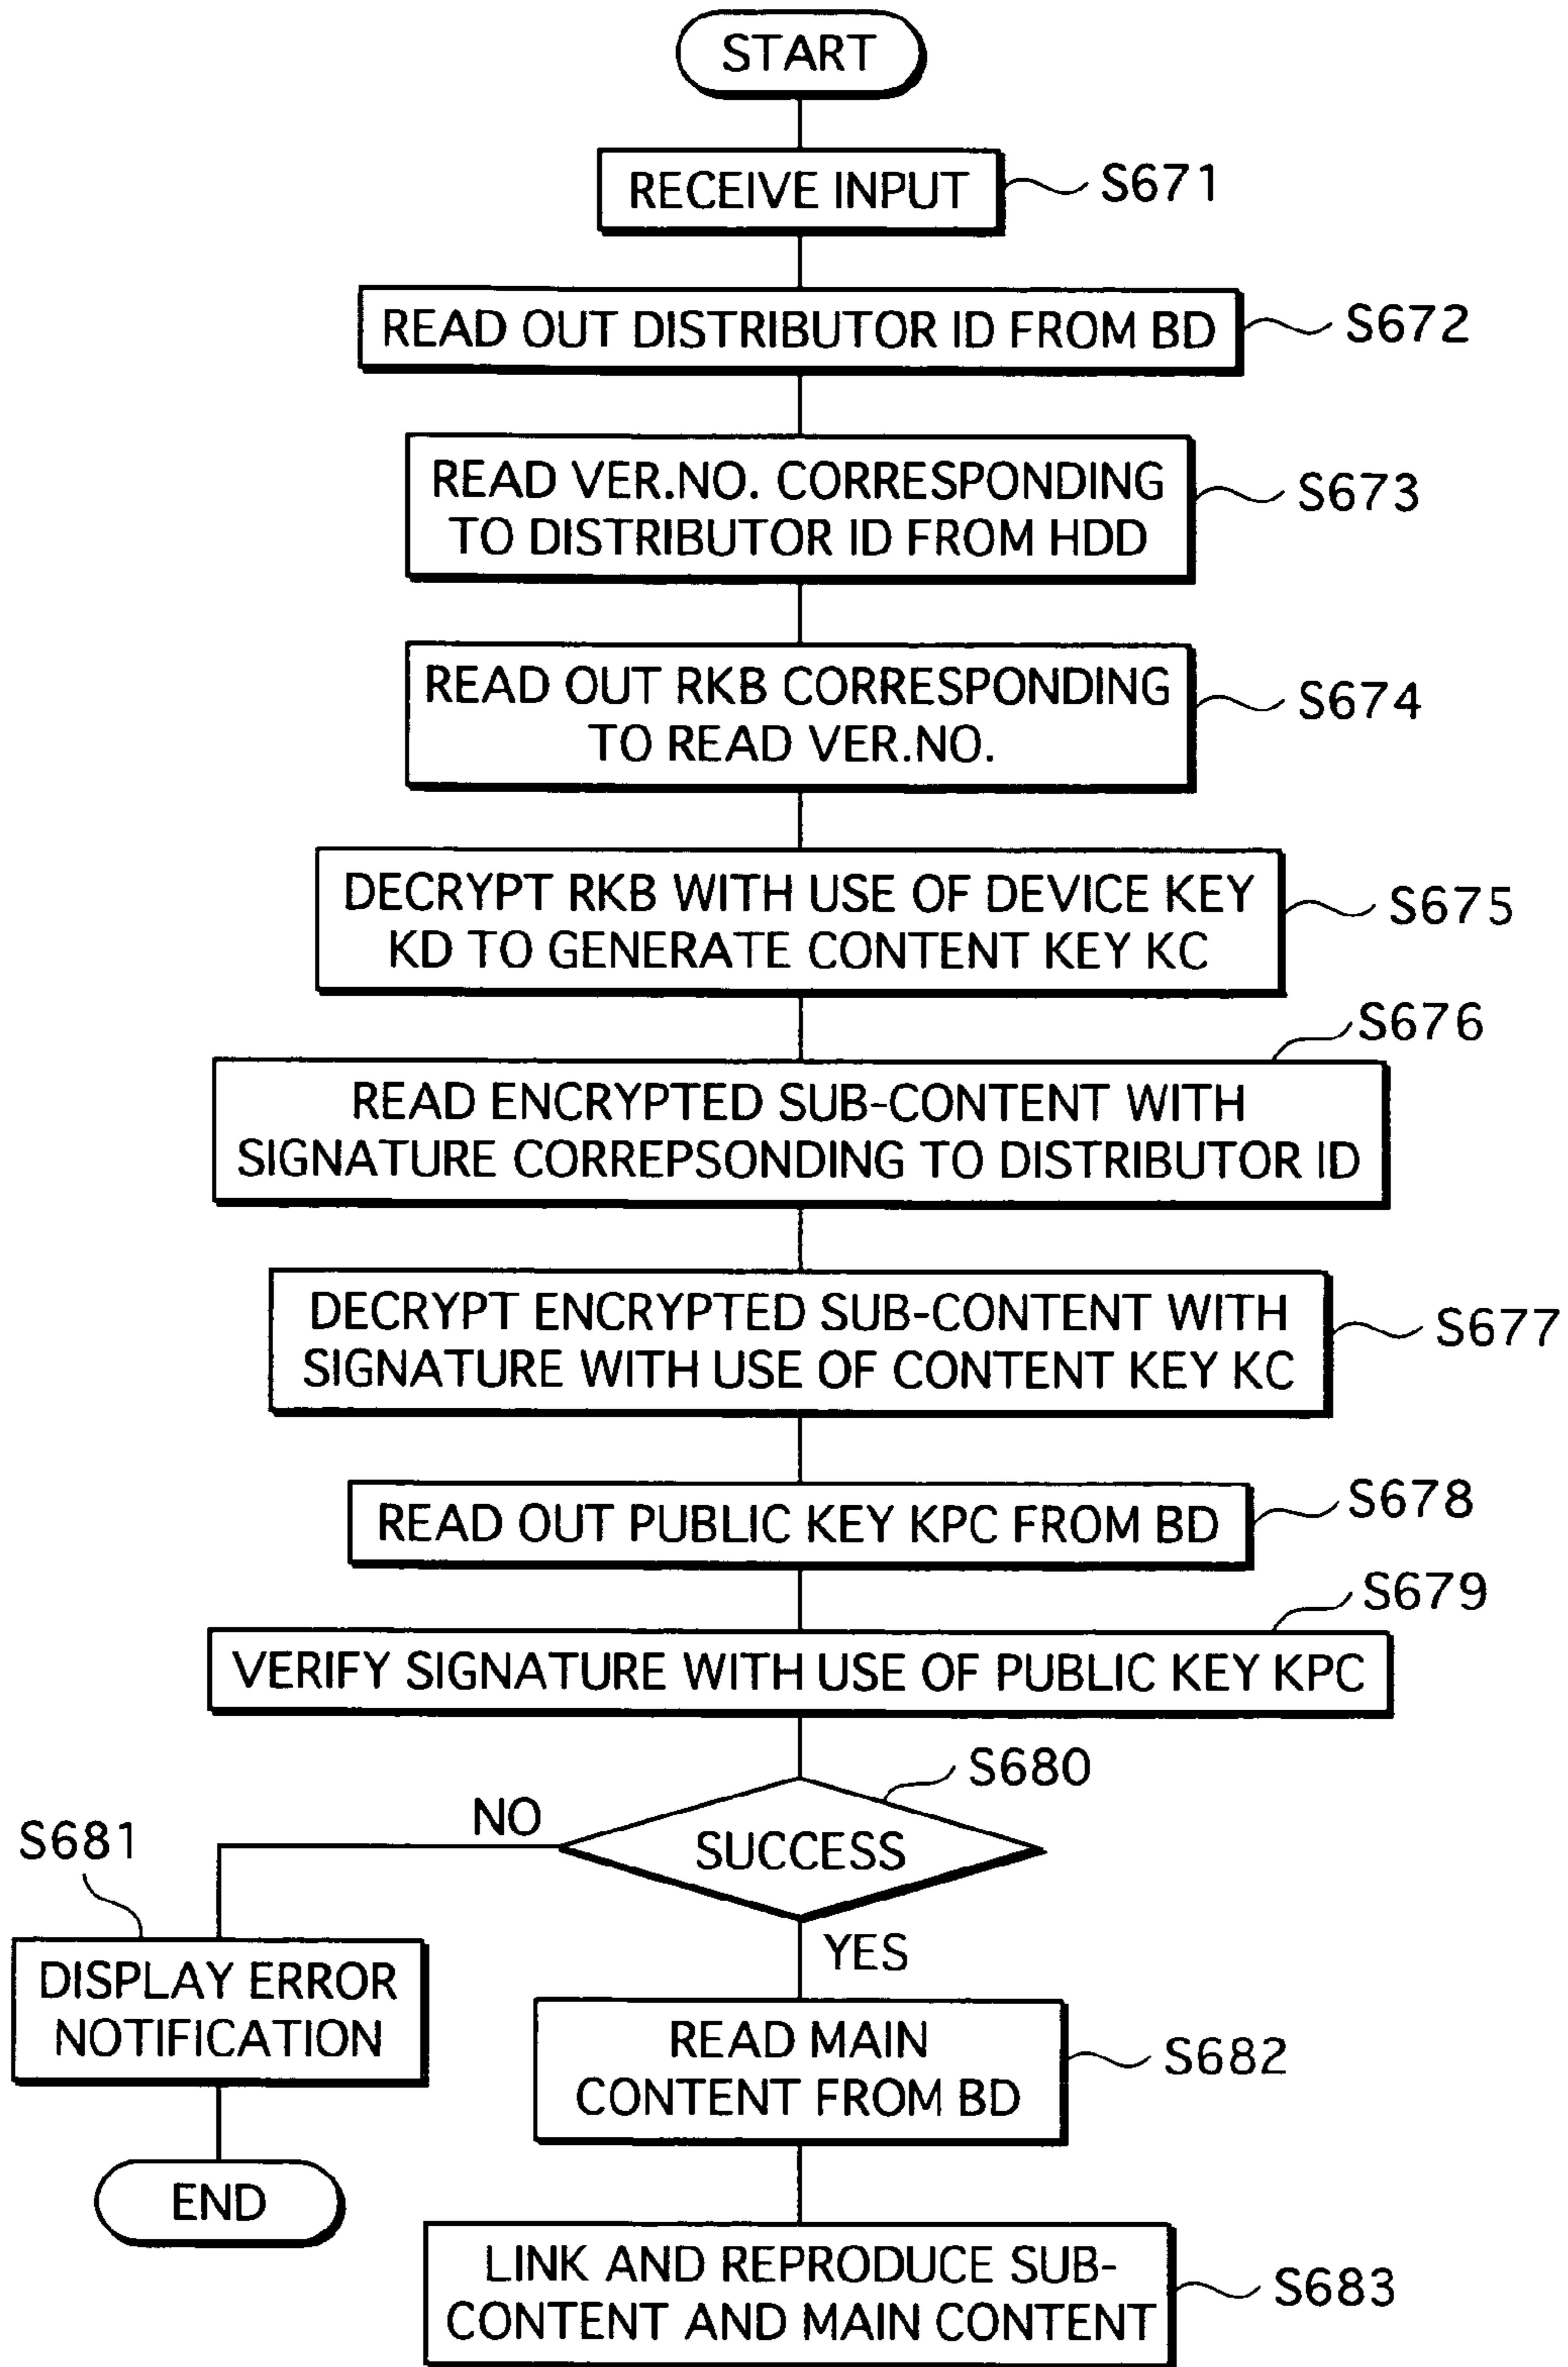 START
RECEIVE INPUT
S671
READ OUT DISTRIBUTOR ID FROM BD
S672
READ VER.NO. CORRESPONDING
TO DISTRIBUTOR ID FROM HDD
S673
READ OUT RKB CORRESPONDING
TO READ VER.NO.
S674
DECRYPT RKB WITH USE OF DEVICE KEY
KD TO GENERATE CONTENT KEY KC
S675
S676
READ ENCRYPTED SUB-CONTENT WITH
SIGNATURE CORREPSONDING TO DISTRIBUTOR ID
DECRYPT ENCRYPTED SUB-CONTENT WITH
SIGNATURE WITH USE OF CONTENT KEY KC
S677
READ OUT PUBLIC KEY KPC FROM BD
S678
S679
VERIFY SIGNATURE WITH USE OF PUBLIC KEY KPC
S680
SUCCESS
NO
S681
DISPLAY ERROR
NOTIFICATION
END
YES
READ MAIN
CONTENT FROM BD
S682
LINK AND REPRODUCE SUB-
CONTENT AND MAIN CONTENT
S683